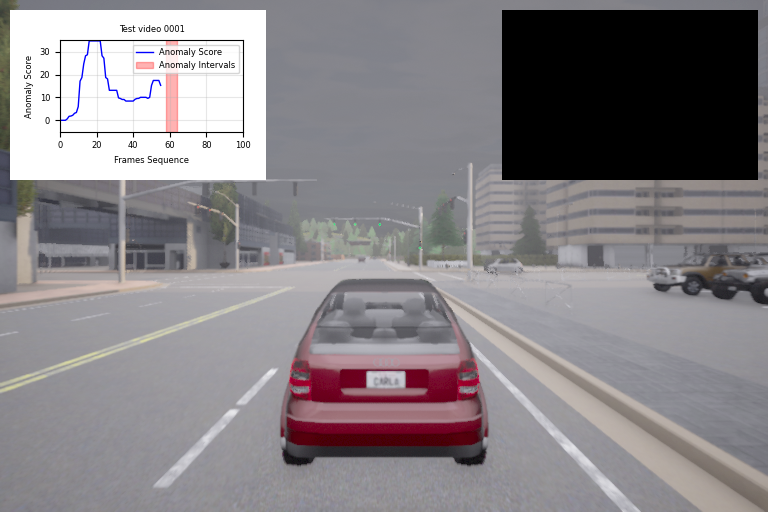 Test video 0001
Anomaly Score
30
20
10
0
Anomaly Score
Anomaly Intervals
0 20 40 60 80 100
Frames Sequence
CARLA